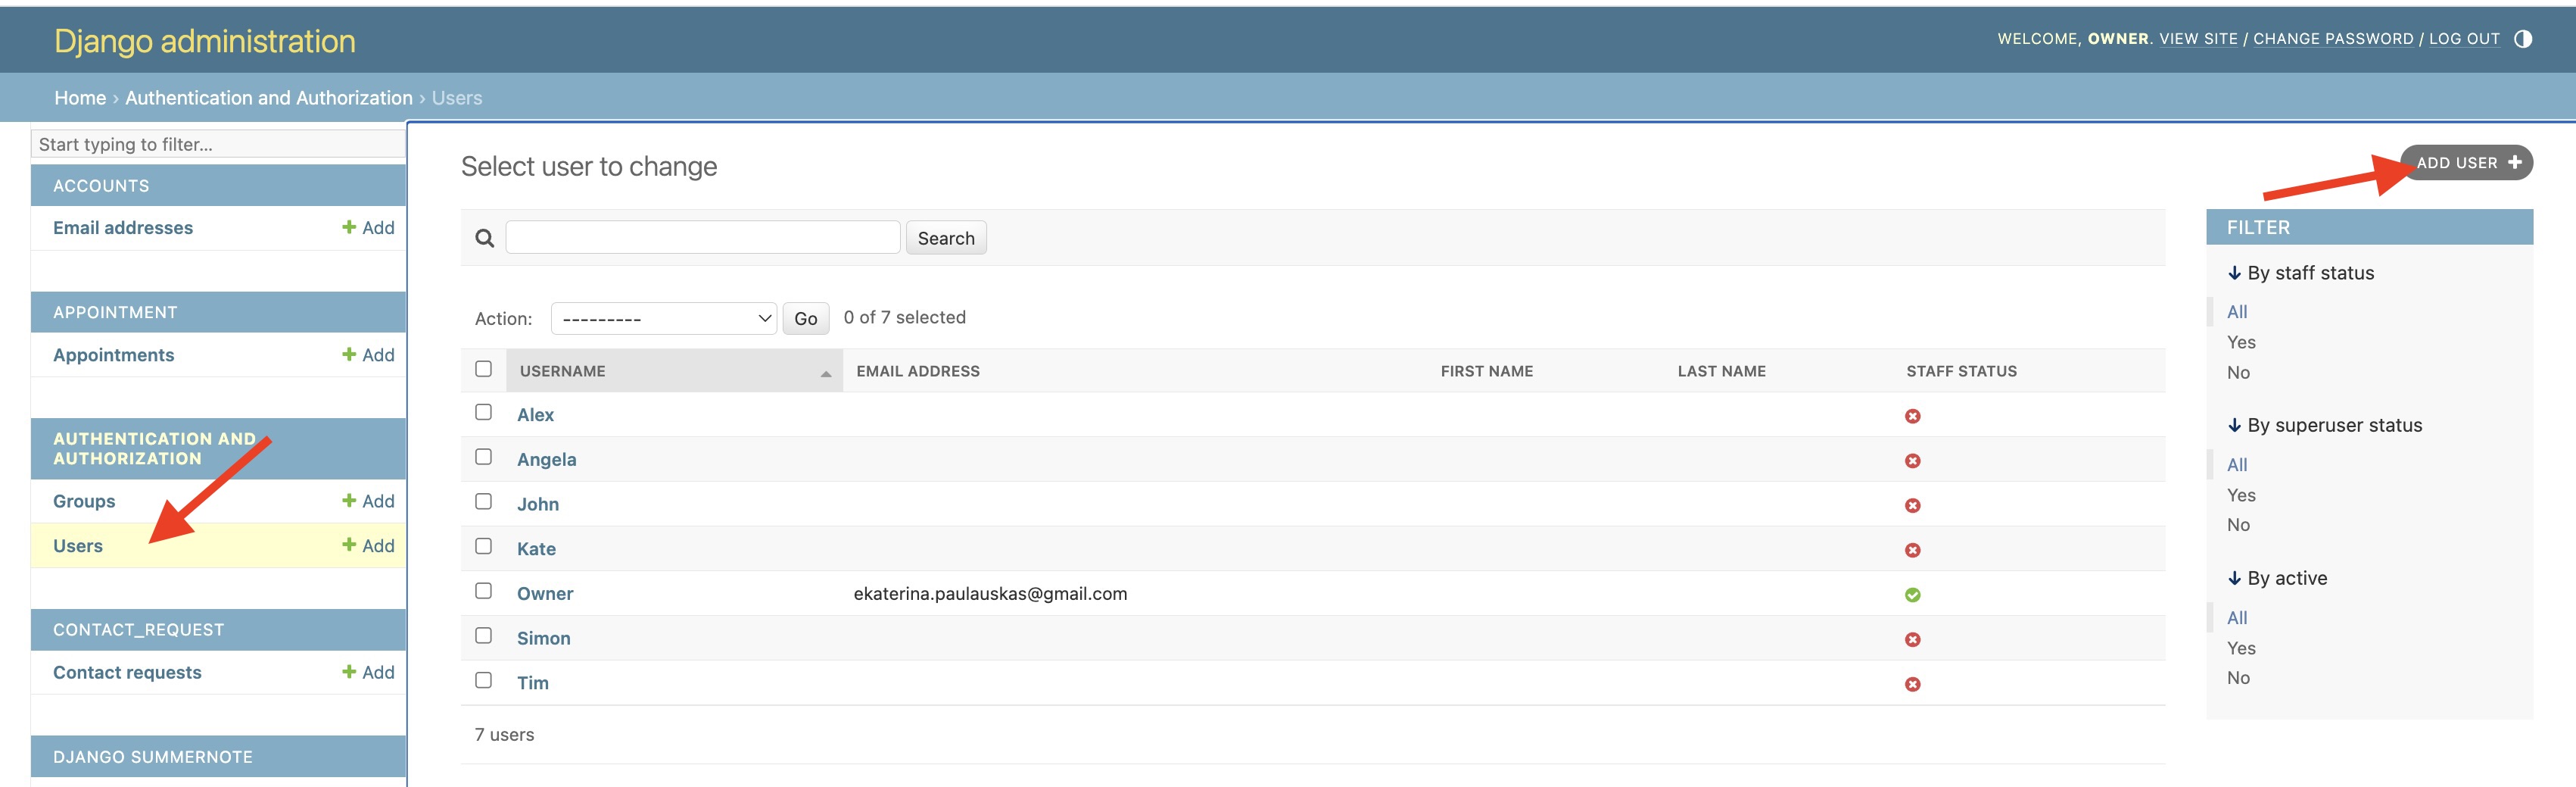 Django administration
WELCOME, OWNER. VIEW SITE / CHANGE PASSWORD / LOG OUT
Home › Authentication and Authorization › Users
Start typing to filter...
ACCOUNTS
Email addresses + Add
APPOINTMENT
Appointments + Add
AUTHENTICATION AND
AUTHORIZATION
Groups + Add
Users + Add
CONTACT_REQUEST
Contact requests + Add
DJANGO SUMMERNOTE
Select user to change
ADD USER +
Search
Action: --------- Go 0 of 7 selected
USERNAME EMAIL ADDRESS FIRST NAME LAST NAME STAFF STATUS
Alex
Angela
John
Kate
Owner ekaterina.paulauskas@gmail.com
Simon
Tim
7 users
FILTER
↓ By staff status
All
Yes
No
↓ By superuser status
All
Yes
No
↓ By active
All
Yes
No